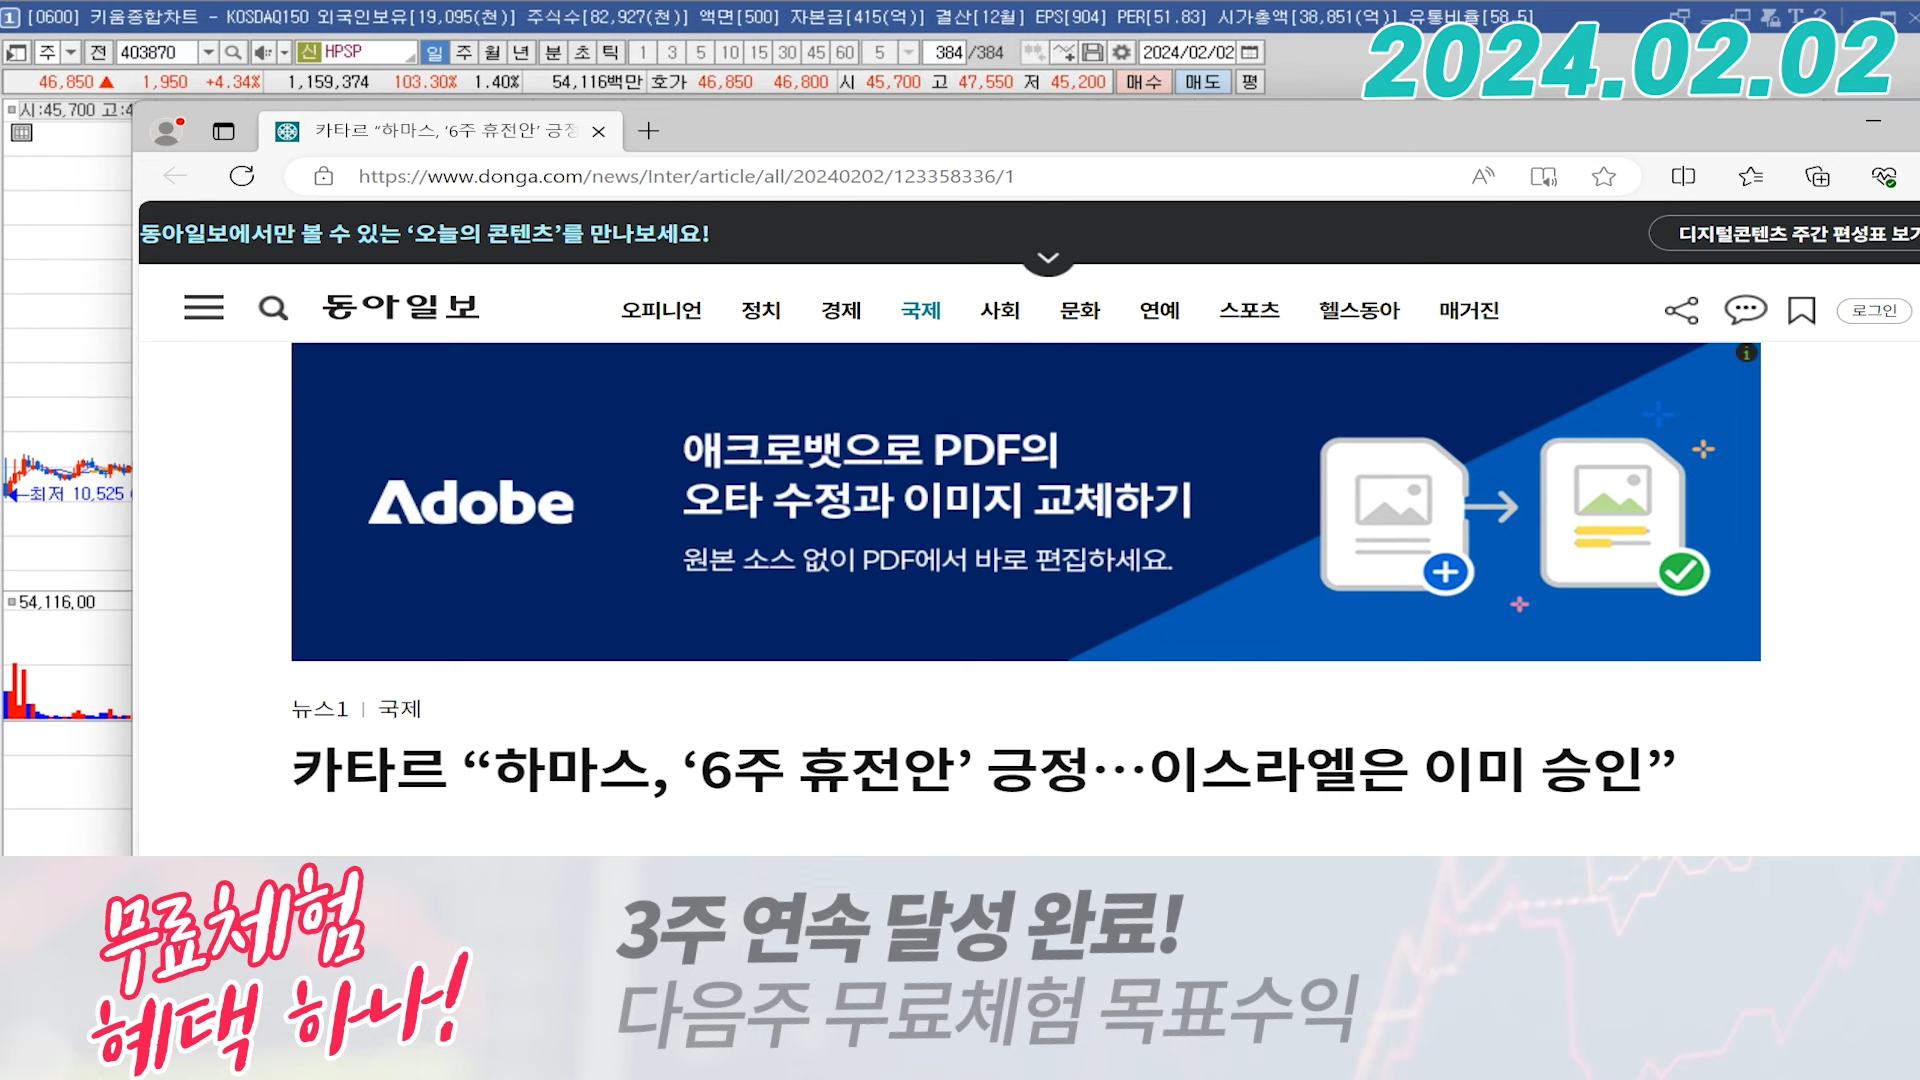 1 [0600] 키움종합차트 - KOSDAQ150 외국인보유[19,095(천)] 주식수[82,927(천)] 액면[500] 자본금[415(억)] 결산[12월] EPS[904] PER[51.83] 시가총액[38,851(억)] 유통비율[58.5]
2024.02.02
주 전 403870 신 HPSP 일 주 월 년 분 초 틱 1 3 5 10 15 30 45 60 5 384 /384 2024/02/02
46,850 ▲ 1,950 +4.34% 1,159,374 103.30% 1.40% 54,116백만 호가 46,850 46,800 시 45,700 고 47,550 저 45,200 매수 매도 평
시:45,700 고:4
카타르 “하마스, ‘6주 휴전안’ 긍정
https://www.donga.com/news/Inter/article/all/20240202/123358336/1
동아일보에서만 볼 수 있는 ‘오늘의 콘텐츠’를 만나보세요!
디지털콘텐츠 주간 편성표 보기
동아일보 오피니언 정치 경제 국제 사회 문화 연예 스포츠 헬스동아 매거진 로그인
애크로뱃으로 PDF의
Adobe 오타 수정과 이미지 교체하기
원본 소스 없이 PDF에서 바로 편집하세요.
최저 10,525
54,116,00
뉴스1 | 국제
카타르 “하마스, ‘6주 휴전안’ 긍정…이스라엘은 이미 승인”
무료체험
혜택 하나!
3주 연속 달성 완료!
다음주 무료체험 목표수익